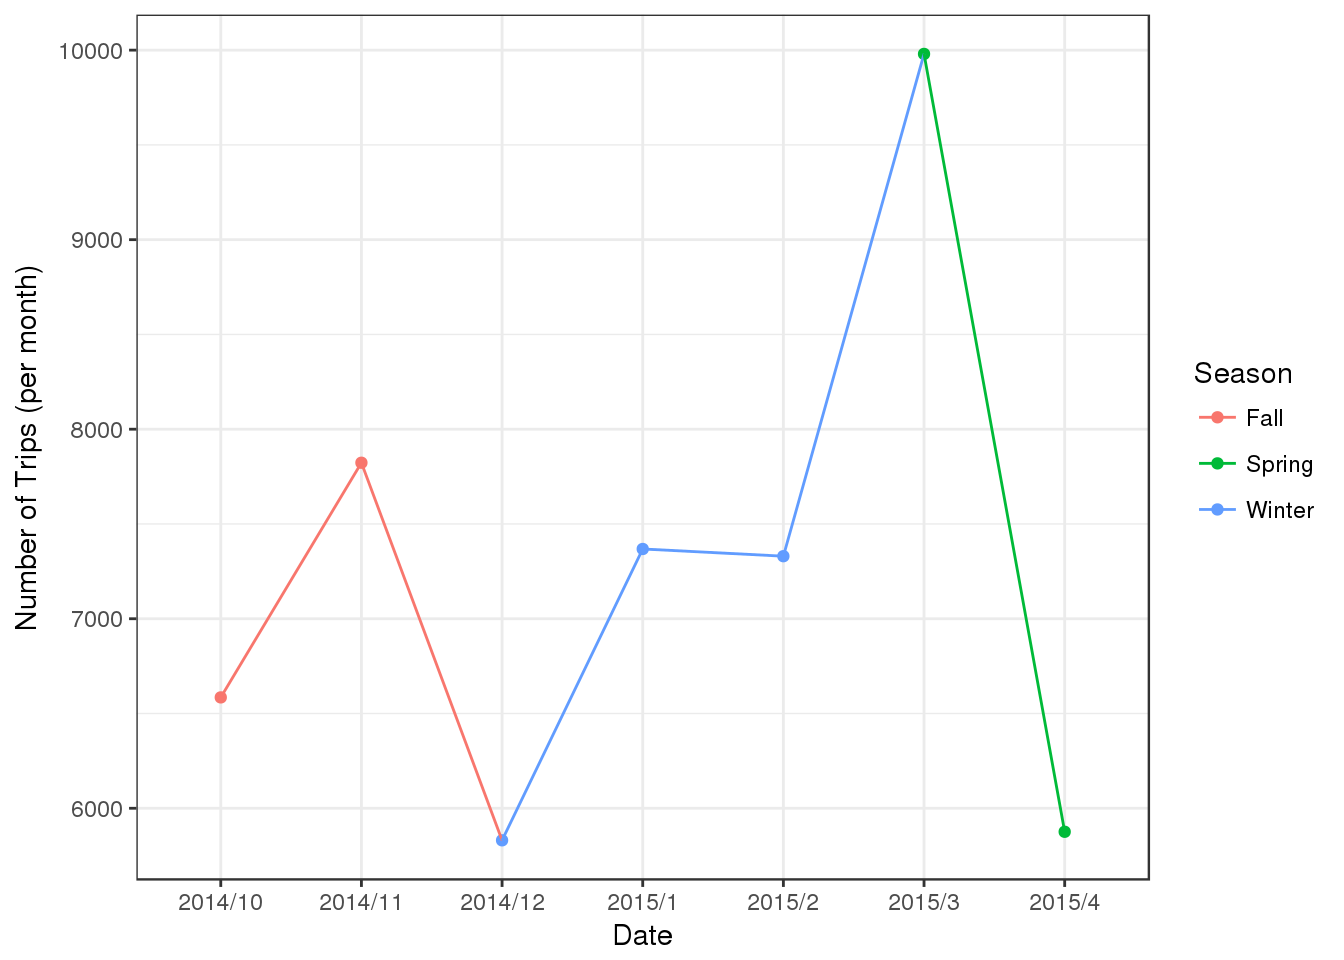 10000
9000
8000
7000
6000
Number of Trips (per month)
2014/10 2014/11 2014/12 2015/1 2015/2 2015/3 2015/4
Date
Season
Fall
Spring
Winter